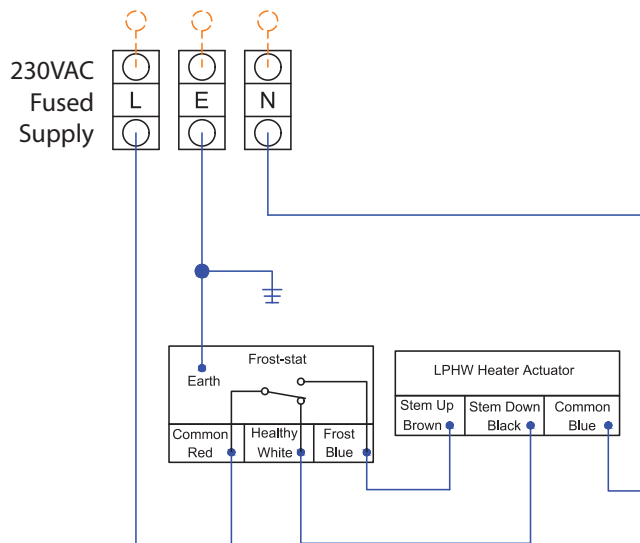 230VAC
Fused
Supply
L
E
N
Frost-stat
Earth
Common
Red
Healthy
White
Frost
Blue
LPHW Heater Actuator
Stem Up
Brown
Stem Down
Black
Common
Blue